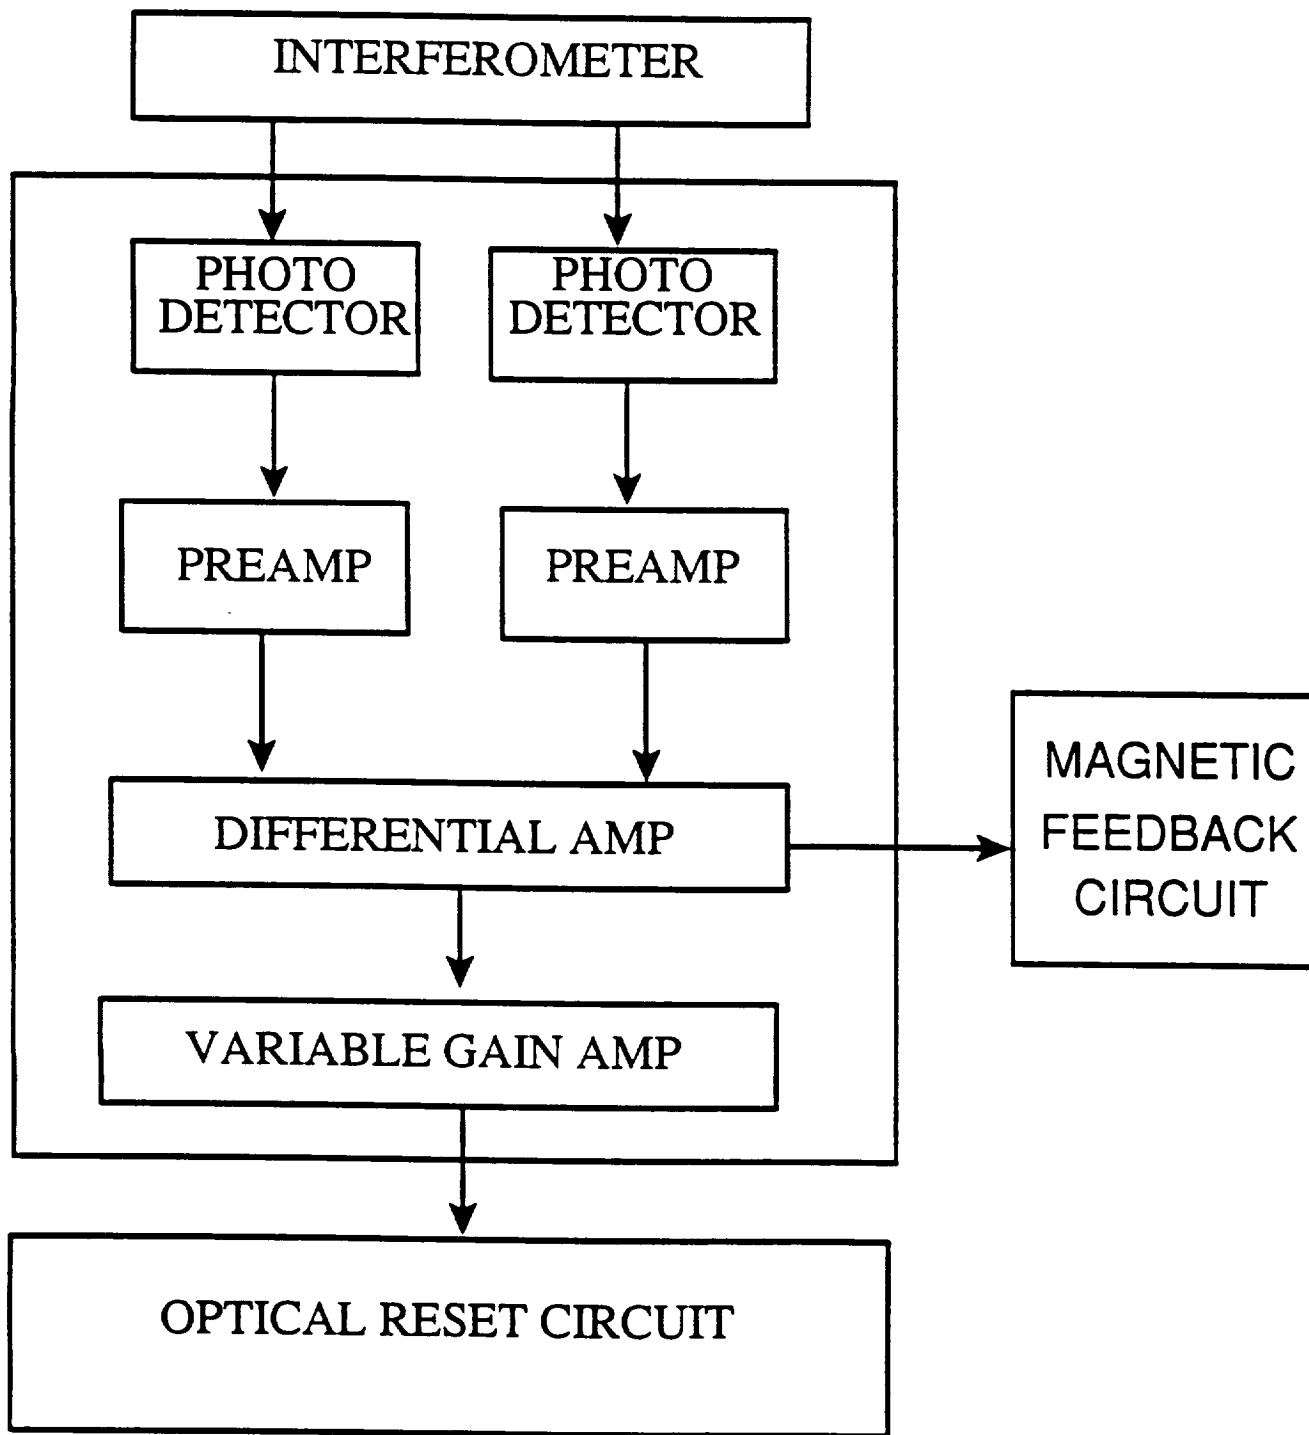 INTERFEROMETER
PHOTO
DETECTOR
PHOTO
DETECTOR
PREAMP
PREAMP
DIFFERENTIAL AMP
MAGNETIC
FEEDBACK
CIRCUIT
VARIABLE GAIN AMP
OPTICAL RESET CIRCUIT